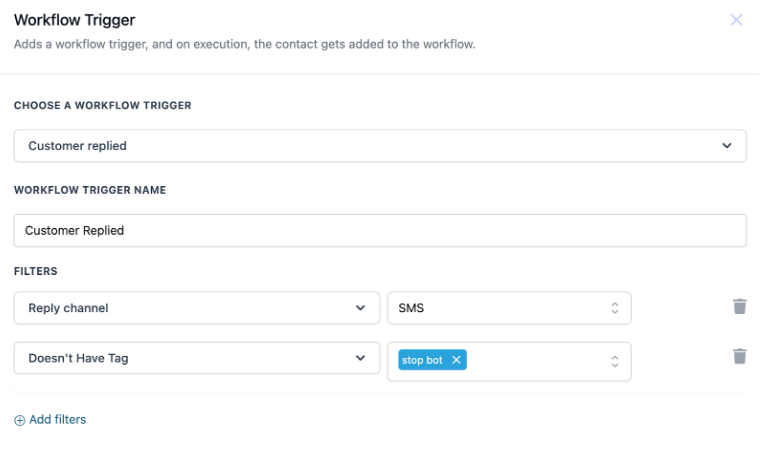 Workflow Trigger
Adds a workflow trigger, and on execution, the contact gets added to the workflow.
CHOOSE A WORKFLOW TRIGGER
Customer replied
WORKFLOW TRIGGER NAME
Customer Replied
FILTERS
Reply channel SMS
Doesn't Have Tag stop bot
Add filters